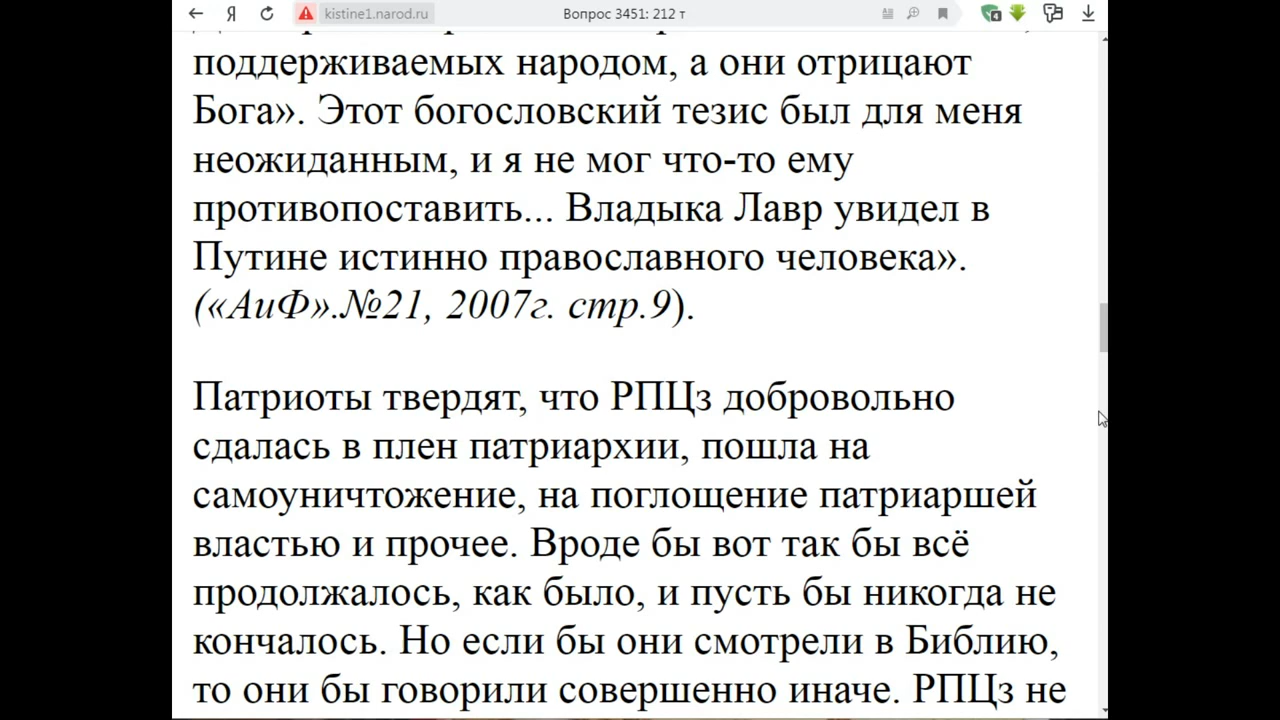 Я
kistine1.narod.ru
Вопрос 3451: 212 т
4
поддерживаемых народом, а они отрицают
Бога». Этот богословский тезис был для меня
неожиданным, и я не мог что-то ему
противопоставить... Владыка Лавр увидел в
Путине истинно православного человека».
(«АиФ».№21, 2007г. стр.9).
Патриоты твердят, что РПЦз добровольно
сдалась в плен патриархии, пошла на
самоуничтожение, на поглощение патриаршей
властью и прочее. Вроде бы вот так бы всё
продолжалось, как было, и пусть бы никогда не
кончалось. Но если бы они смотрели в Библию,
то они бы говорили совершенно иначе. РПЦз не